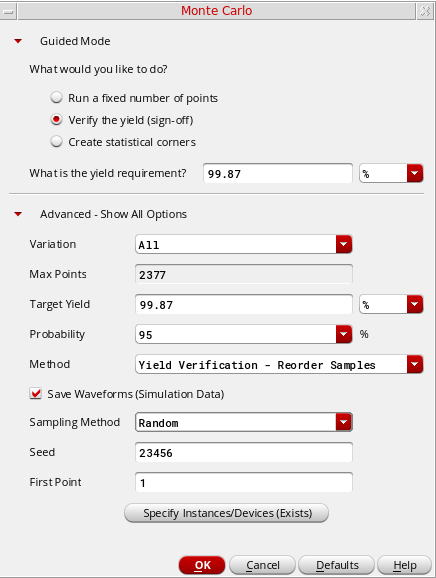 Monte Carlo
Guided Mode
What would you like to do?
Run a fixed number of points
Verify the yield (sign-off)
Create statistical corners
What is the yield requirement? 99.87 %
Advanced - Show All Options
Variation All
Max Points 2377
Target Yield 99.87 %
Probability 95 %
Method Yield Verification - Reorder Samples
Save Waveforms (Simulation Data)
Sampling Method Random
Seed 23456
First Point 1
Specify Instances/Devices (Exists)
OK Cancel Defaults Help